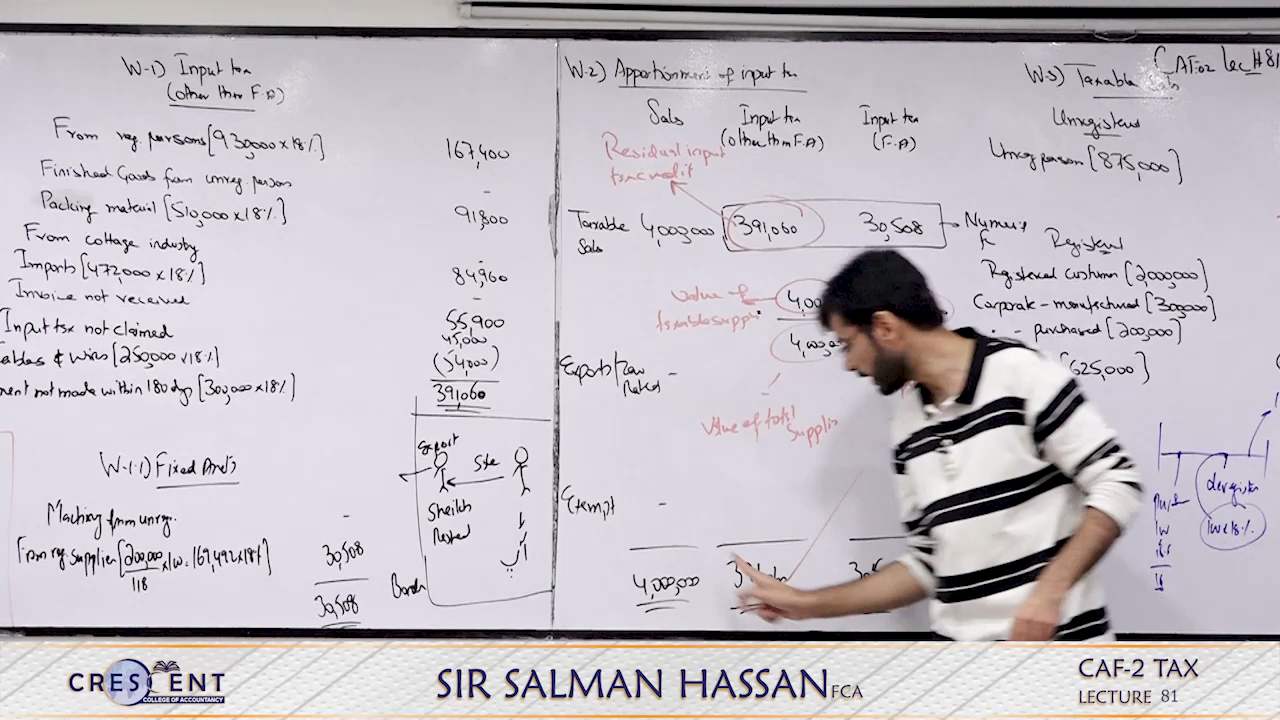 W-1) Input tax
(other than F.A)
From reg. persons [930,000 x 18%] 167,400
Finished Goods from unreg. person -
Packing material [510,000 x 18%] 91,800
From cottage industry -
Imports [472,000 x 18%] 84,960
Invoice not received -
Input tax not claimed 55,900
& wires [250,000 x 18%] 45,000
not made within 180 days [300,000 x 18%] (54,000)
391,060
W-1.1) Fixed Assets
Machinery from unreg. -
From reg. supplier [200,000/118 x 100 = 169,492 x 18%] 30,508
30,508
export
Sale
Sheikh
Border
W-2) Apportionment of input tax
Sales
Input tax
(other than F.A)
Input tax
(F.A)
Residual input
tax credit
Taxable
Sales
4,000,000 391,060 30,508
value of
taxable supplies
4,00
4,000,0
Exports/Zero
Rated -
value of total
supplies
Exempt -
4,000,000
CAF-02 Lec # 81
W-3) Taxable
Unregistered
Unreg person [875,000]
Registered
Registered customer [2000,000]
Corporate - manufactured [300,000]
- purchased [200,000]
[625,000]
deregister
CRESCENT
COLLEGE OF ACCOUNTANCY
SIR SALMAN HASSAN FCA
CAF-2 TAX
LECTURE 81